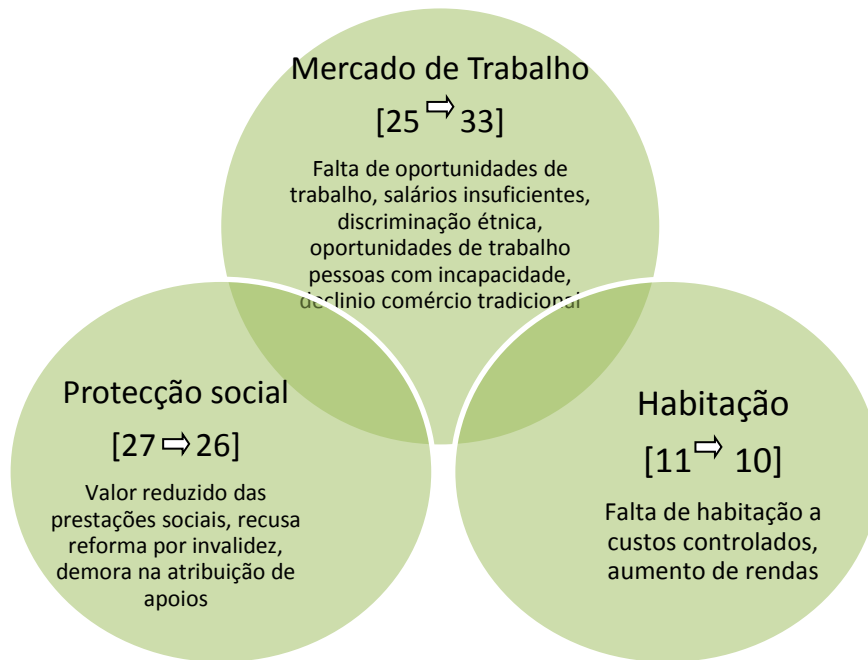 Mercado de Trabalho
[25 ⇨ 33]
Falta de oportunidades de
trabalho, salários insuficientes,
discriminação étnica,
oportunidades de trabalho
pessoas com incapacidade,
declinio comércio tradicional
Protecção social
[27 ⇨ 26]
Valor reduzido das
prestações sociais, recusa
reforma por invalidez,
demora na atribuição de
apoios
Habitação
[11 ⇨ 10]
Falta de habitação a
custos controlados,
aumento de rendas